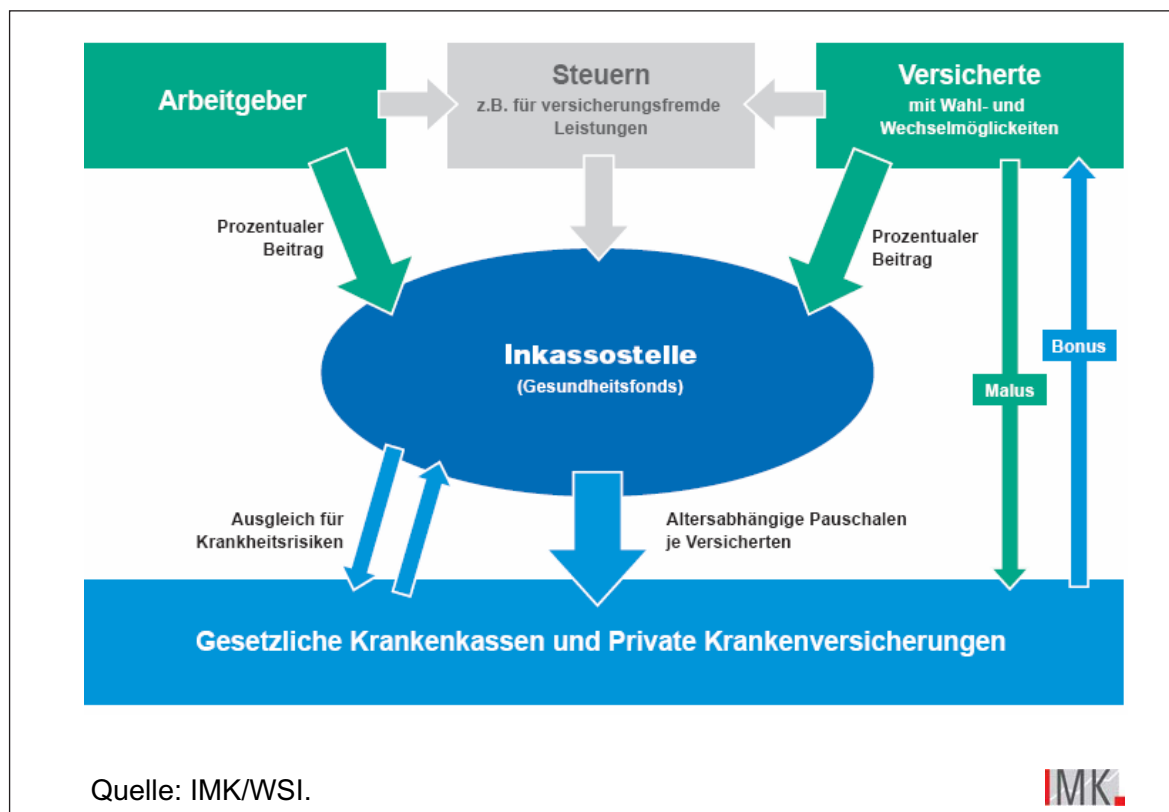 Arbeitgeber
Steuern
z.B. für versicherungsfremde
Leistungen
Versicherte
mit Wahl- und
Wechselmöglickeiten
Prozentualer
Beitrag
Prozentualer
Beitrag
Inkassostelle
(Gesundheitsfonds)
Bonus
Malus
Ausgleich für
Krankheitsrisiken
Altersabhängige Pauschalen
je Versicherten
Gesetzliche Krankenkassen und Private Krankenversicherungen
Quelle: IMK/WSI.
IMK